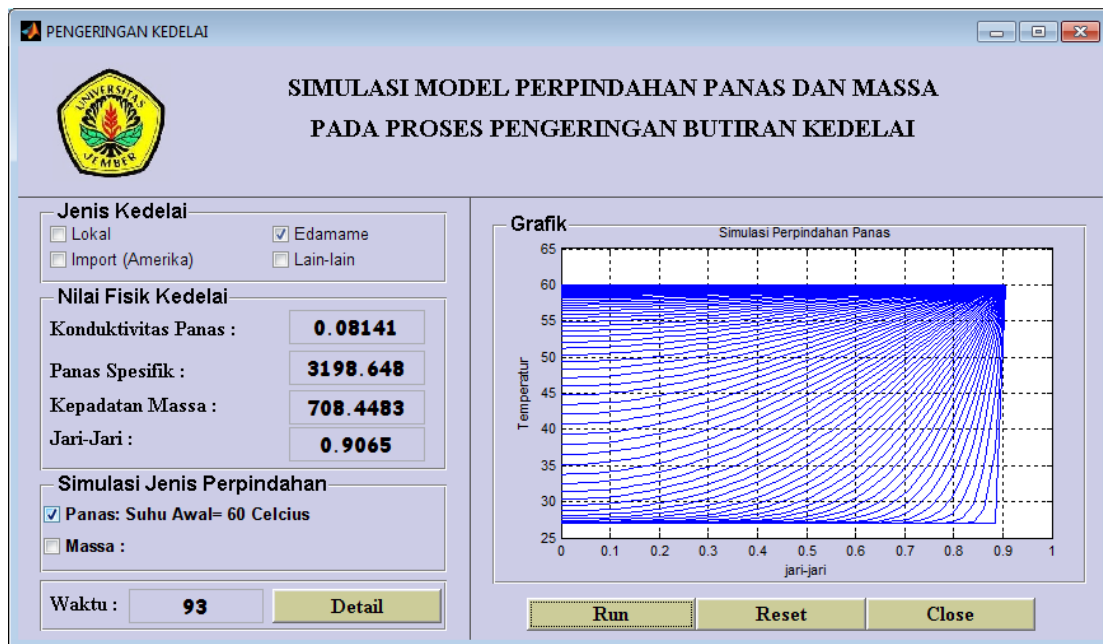 PENGERINGAN KEDELAI
UNIVERSITAS
JEMBER
SIMULASI MODEL PERPINDAHAN PANAS DAN MASSA
PADA PROSES PENGERINGAN BUTIRAN KEDELAI
Jenis Kedelai
Lokal
Edamame
Import (Amerika)
Lain-lain
Nilai Fisik Kedelai
Konduktivitas Panas : 0.08141
Panas Spesifik : 3198.648
Kepadatan Massa : 708.4483
Jari-Jari : 0.9065
Simulasi Jenis Perpindahan
Panas: Suhu Awal= 60 Celcius
Massa :
Waktu : 93 Detail
Grafik
Simulasi Perpindahan Panas
65
60
55
50
45
40
35
30
25
Temperatur
0 0.1 0.2 0.3 0.4 0.5 0.6 0.7 0.8 0.9 1
jari-jari
Run Reset Close